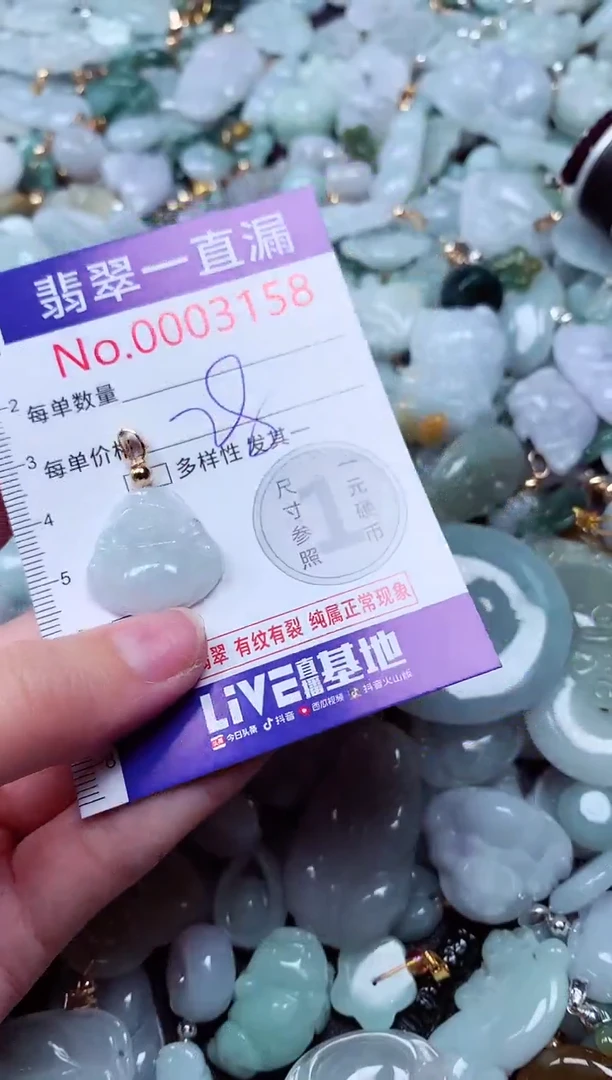 翡翠一直漏
No.0003158
2
每单数量
3
每单价格
多样性 发其一
4
尺寸参照
1
一元硬币
5
翡翠 有纹有裂 纯属正常现象
LiVE直播基地
今日头条 抖音 西瓜视频 抖音火山版